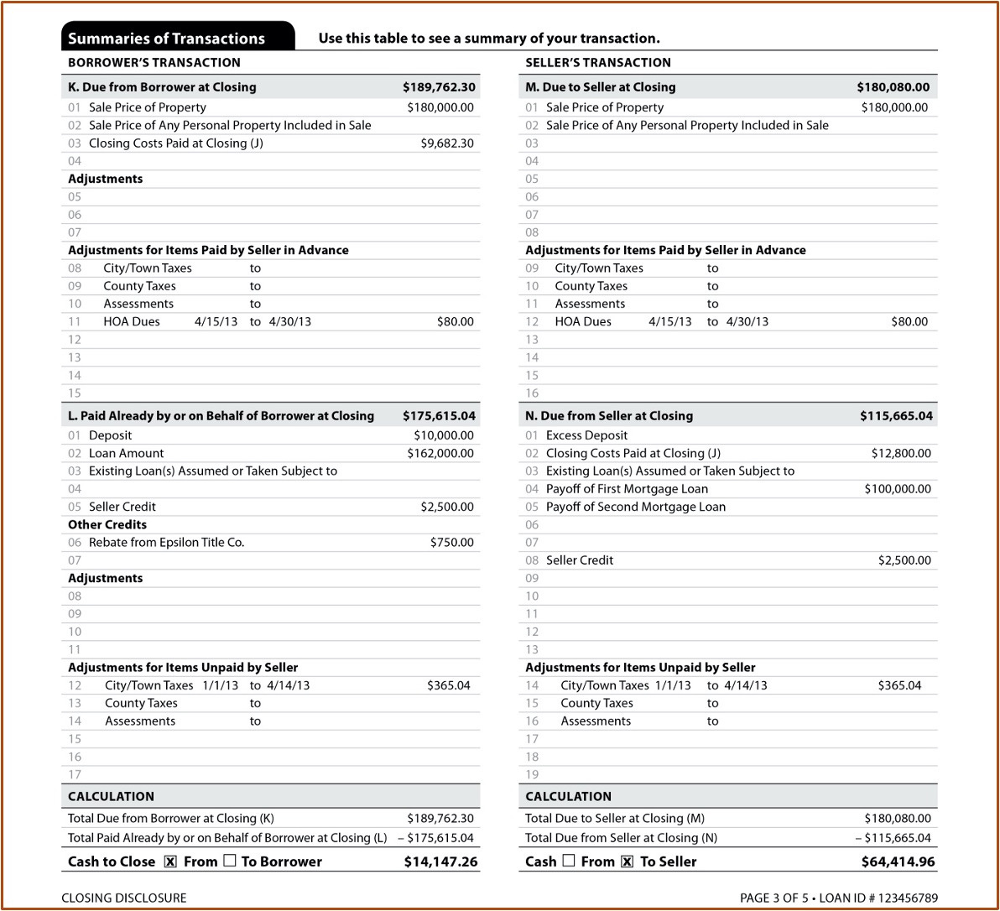 Summaries of Transactions Use this table to see a summary of your transaction.
BORROWER'S TRANSACTION
K. Due from Borrower at Closing $189,762.30
01 Sale Price of Property $180,000.00
02 Sale Price of Any Personal Property Included in Sale
03 Closing Costs Paid at Closing (J) $9,682.30
04
Adjustments
05
06
07
Adjustments for Items Paid by Seller in Advance
08 City/Town Taxes to
09 County Taxes to
10 Assessments to
11 HOA Dues 4/15/13 to 4/30/13 $80.00
12
13
14
15
L. Paid Already by or on Behalf of Borrower at Closing $175,615.04
01 Deposit $10,000.00
02 Loan Amount $162,000.00
03 Existing Loan(s) Assumed or Taken Subject to
04
05 Seller Credit $2,500.00
Other Credits
06 Rebate from Epsilon Title Co. $750.00
07
Adjustments
08
09
10
11
Adjustments for Items Unpaid by Seller
12 City/Town Taxes 1/1/13 to 4/14/13 $365.04
13 County Taxes to
14 Assessments to
15
16
17
CALCULATION
Total Due from Borrower at Closing (K) $189,762.30
Total Paid Already by or on Behalf of Borrower at Closing (L) – $175,615.04
Cash to Close X From To Borrower $14,147.26
SELLER'S TRANSACTION
M. Due to Seller at Closing $180,080.00
01 Sale Price of Property $180,000.00
02 Sale Price of Any Personal Property Included in Sale
03
04
05
06
07
08
Adjustments for Items Paid by Seller in Advance
09 City/Town Taxes to
10 County Taxes to
11 Assessments to
12 HOA Dues 4/15/13 to 4/30/13 $80.00
13
14
15
16
N. Due from Seller at Closing $115,665.04
01 Excess Deposit
02 Closing Costs Paid at Closing (J) $12,800.00
03 Existing Loan(s) Assumed or Taken Subject to
04 Payoff of First Mortgage Loan $100,000.00
05 Payoff of Second Mortgage Loan
06
07
08 Seller Credit $2,500.00
09
10
11
12
13
Adjustments for Items Unpaid by Seller
14 City/Town Taxes 1/1/13 to 4/14/13 $365.04
15 County Taxes to
16 Assessments to
17
18
19
CALCULATION
Total Due to Seller at Closing (M) $180,080.00
Total Due from Seller at Closing (N) – $115,665.04
Cash From X To Seller $64,414.96
CLOSING DISCLOSURE PAGE 3 OF 5 • LOAN ID # 123456789